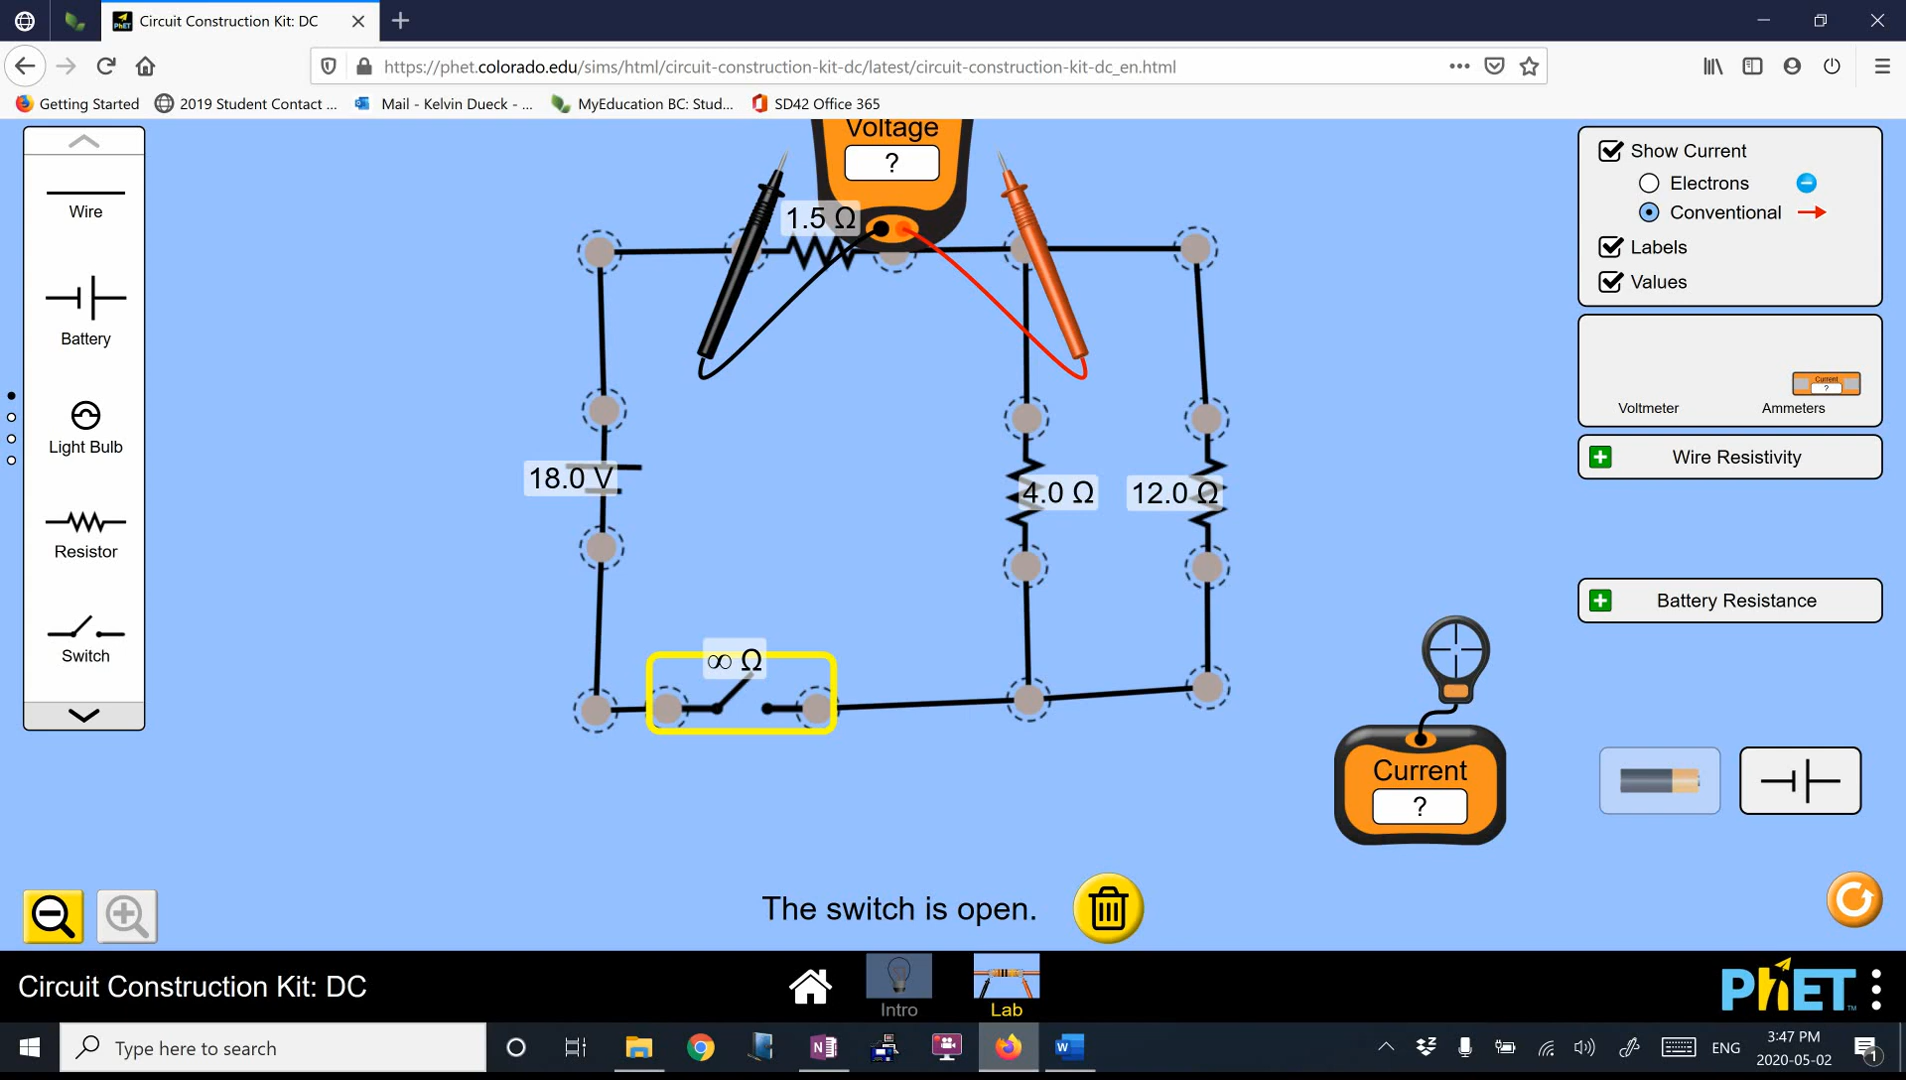 Circuit Construction Kit: DC
https://phet.colorado.edu/sims/html/circuit-construction-kit-dc/latest/circuit-construction-kit-dc_en.html
Getting Started
2019 Student Contact ...
Mail - Kelvin Dueck - ...
MyEducation BC: Stud...
SD42 Office 365
Wire
Battery
Light Bulb
Resistor
Switch
Voltage
?
1.5 Ω
18.0 V
4.0 Ω
12.0 Ω
∞ Ω
Show Current
Electrons
Conventional
Labels
Values
Current
?
Voltmeter
Ammeters
Wire Resistivity
Battery Resistance
Current
?
The switch is open.
Circuit Construction Kit: DC
Intro
Lab
PhET
Type here to search
ENG
3:47 PM
2020-05-02
1